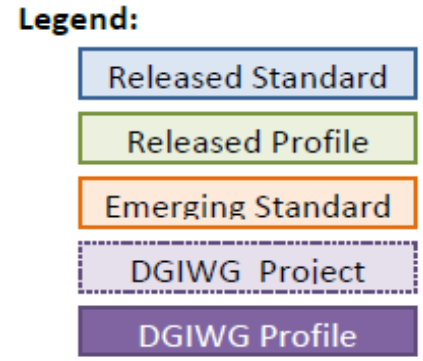 Legend:
Released Standard
Released Profile
Emerging Standard
DGIWG Project
DGIWG Profile